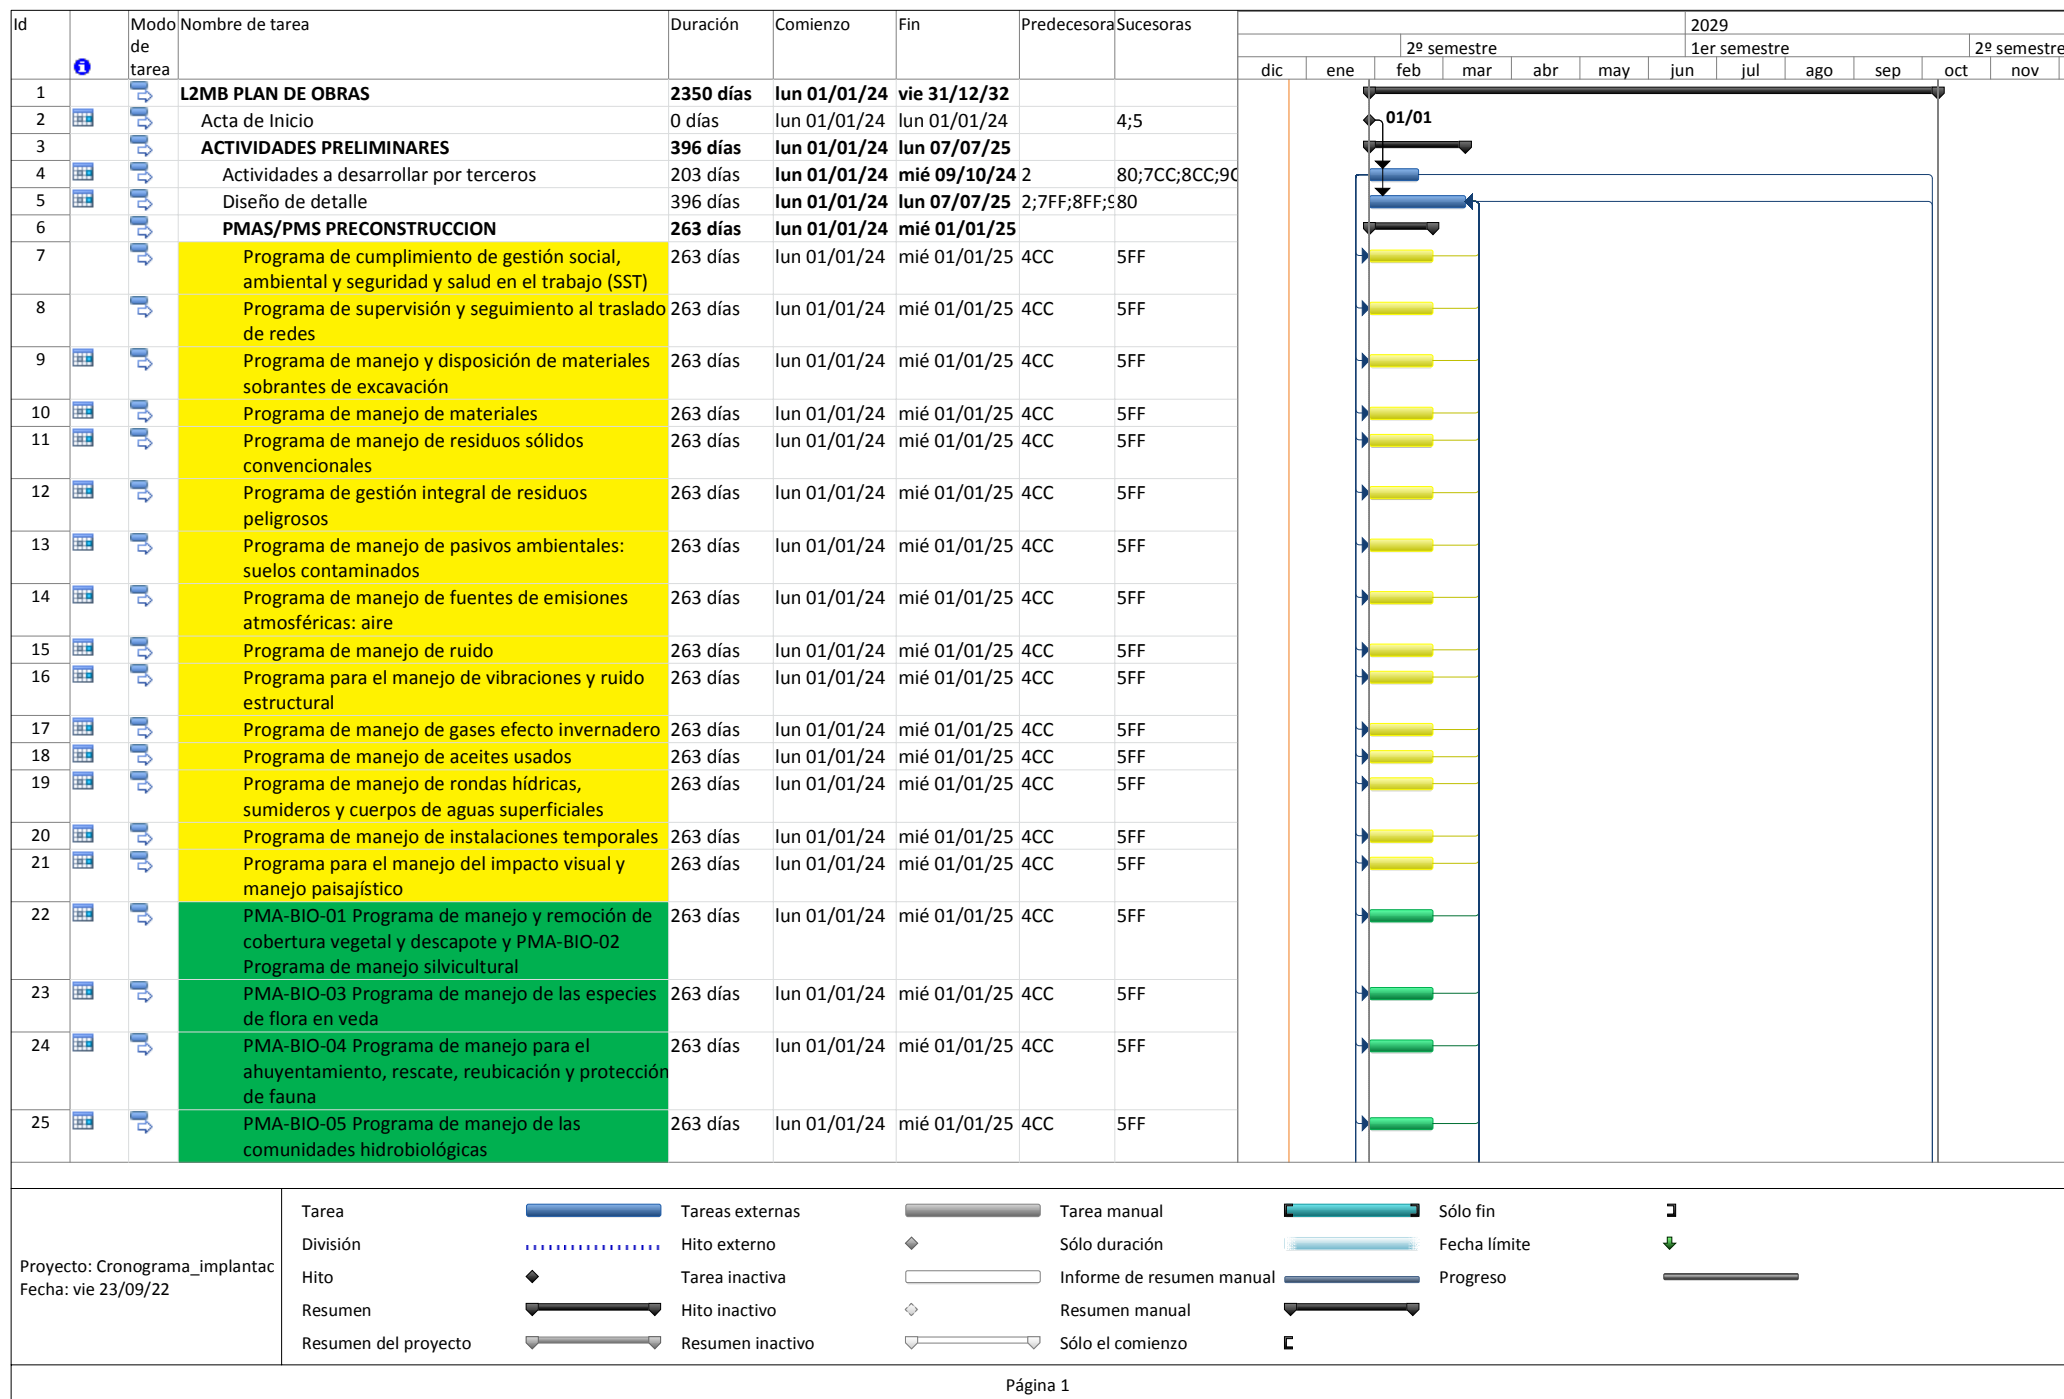 Id Modo de tarea Nombre de tarea Duración Comienzo Fin Predecesora Sucesoras
2029
2º semestre 1er semestre 2º semestre
dic ene feb mar abr may jun jul ago sep oct nov
1 L2MB PLAN DE OBRAS 2350 días lun 01/01/24 vie 31/12/32
2 Acta de Inicio 0 días lun 01/01/24 lun 01/01/24 4;5 01/01
3 ACTIVIDADES PRELIMINARES 396 días lun 01/01/24 lun 07/07/25
4 Actividades a desarrollar por terceros 203 días lun 01/01/24 mié 09/10/24 2 80;7CC;8CC;9C
5 Diseño de detalle 396 días lun 01/01/24 lun 07/07/25 2;7FF;8FF;9 80
6 PMAS/PMS PRECONSTRUCCION 263 días lun 01/01/24 mié 01/01/25
7 Programa de cumplimiento de gestión social, 263 días lun 01/01/24 mié 01/01/25 4CC 5FF
ambiental y seguridad y salud en el trabajo (SST)
8 Programa de supervisión y seguimiento al traslado 263 días lun 01/01/24 mié 01/01/25 4CC 5FF
de redes
9 Programa de manejo y disposición de materiales 263 días lun 01/01/24 mié 01/01/25 4CC 5FF
sobrantes de excavación
10 Programa de manejo de materiales 263 días lun 01/01/24 mié 01/01/25 4CC 5FF
11 Programa de manejo de residuos sólidos 263 días lun 01/01/24 mié 01/01/25 4CC 5FF
convencionales
12 Programa de gestión integral de residuos 263 días lun 01/01/24 mié 01/01/25 4CC 5FF
peligrosos
13 Programa de manejo de pasivos ambientales: 263 días lun 01/01/24 mié 01/01/25 4CC 5FF
suelos contaminados
14 Programa de manejo de fuentes de emisiones 263 días lun 01/01/24 mié 01/01/25 4CC 5FF
atmosféricas: aire
15 Programa de manejo de ruido 263 días lun 01/01/24 mié 01/01/25 4CC 5FF
16 Programa para el manejo de vibraciones y ruido 263 días lun 01/01/24 mié 01/01/25 4CC 5FF
estructural
17 Programa de manejo de gases efecto invernadero 263 días lun 01/01/24 mié 01/01/25 4CC 5FF
18 Programa de manejo de aceites usados 263 días lun 01/01/24 mié 01/01/25 4CC 5FF
19 Programa de manejo de rondas hídricas, 263 días lun 01/01/24 mié 01/01/25 4CC 5FF
sumideros y cuerpos de aguas superficiales
20 Programa de manejo de instalaciones temporales 263 días lun 01/01/24 mié 01/01/25 4CC 5FF
21 Programa para el manejo del impacto visual y 263 días lun 01/01/24 mié 01/01/25 4CC 5FF
manejo paisajístico
22 PMA-BIO-01 Programa de manejo y remoción de 263 días lun 01/01/24 mié 01/01/25 4CC 5FF
cobertura vegetal y descapote y PMA-BIO-02
Programa de manejo silvicultural
23 PMA-BIO-03 Programa de manejo de las especies 263 días lun 01/01/24 mié 01/01/25 4CC 5FF
de flora en veda
24 PMA-BIO-04 Programa de manejo para el 263 días lun 01/01/24 mié 01/01/25 4CC 5FF
ahuyentamiento, rescate, reubicación y protección
de fauna
25 PMA-BIO-05 Programa de manejo de las 263 días lun 01/01/24 mié 01/01/25 4CC 5FF
comunidades hidrobiológicas
Proyecto: Cronograma_implantac
Fecha: vie 23/09/22
Tarea Tareas externas Tarea manual Sólo fin
División Hito externo Sólo duración Fecha límite
Hito Tarea inactiva Informe de resumen manual Progreso
Resumen Hito inactivo Resumen manual
Resumen del proyecto Resumen inactivo Sólo el comienzo
Página 1